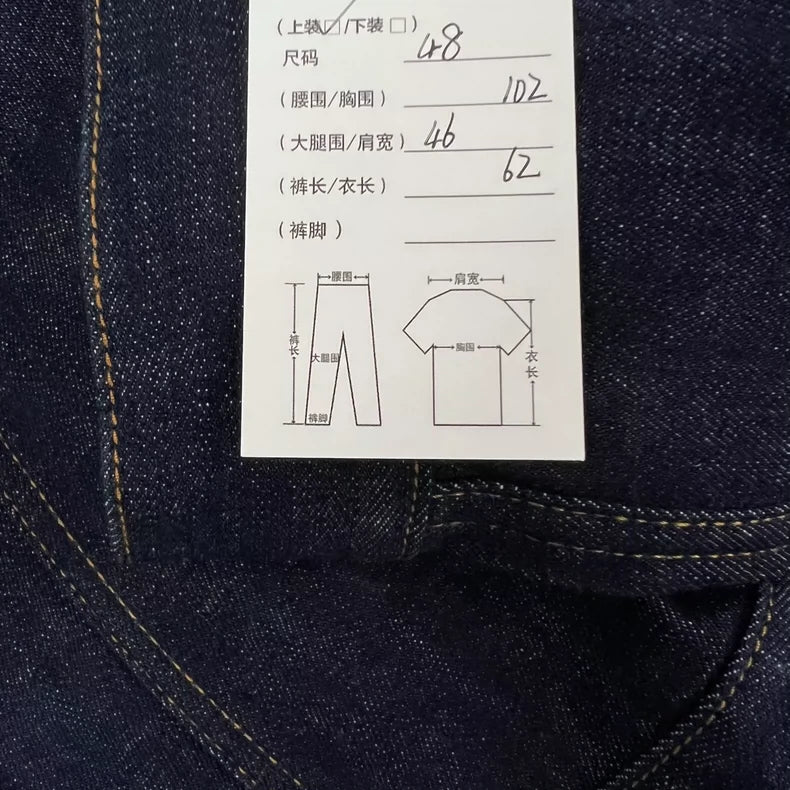 (上装☑/下装□)
尺码 48
(腰围/胸围) 102
(大腿围/肩宽) 46
(裤长/衣长) 62
(裤脚)
腰围
裤长
大腿围
裤脚
肩宽
胸围
衣长